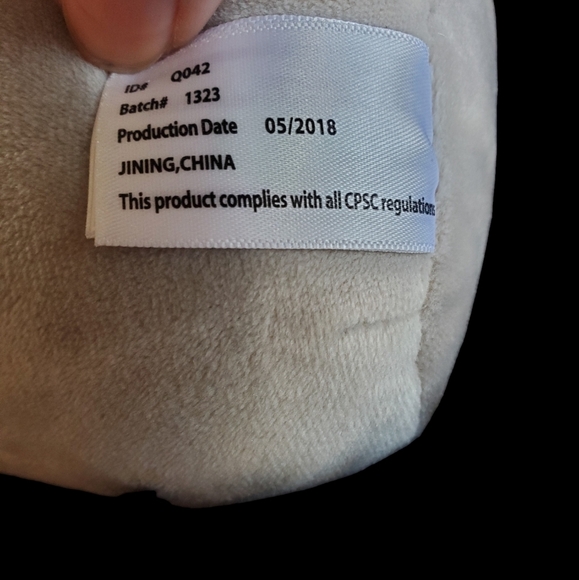 ID# Q042
Batch# 1323
Production Date 05/2018
JINING,CHINA
This product complies with all CPSC regulations